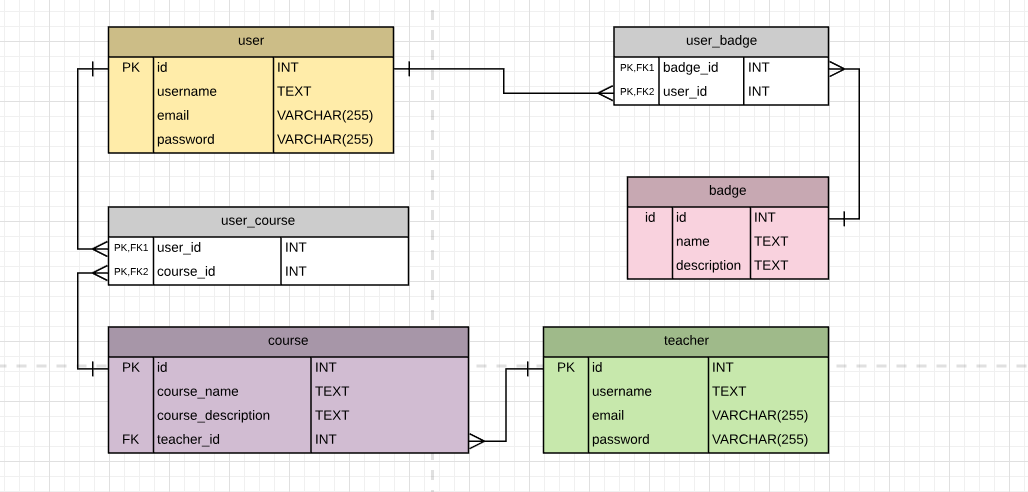 user
PK id INT
username TEXT
email VARCHAR(255)
password VARCHAR(255)
user_badge
PK,FK1 badge_id INT
PK,FK2 user_id INT
badge
id id INT
name TEXT
description TEXT
user_course
PK,FK1 user_id INT
PK,FK2 course_id INT
course
PK id INT
course_name TEXT
course_description TEXT
FK teacher_id INT
teacher
PK id INT
username TEXT
email VARCHAR(255)
password VARCHAR(255)